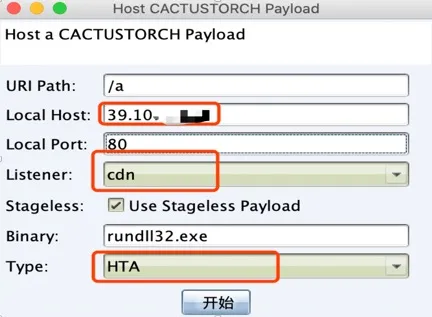 Host CACTUSTORCH Payload
Host a CACTUSTORCH Payload
URI Path: /a
Local Host: 39.10.
Local Port: 80
Listener: cdn
Stageless: Use Stageless Payload
Binary: rundll32.exe
Type: HTA
开始